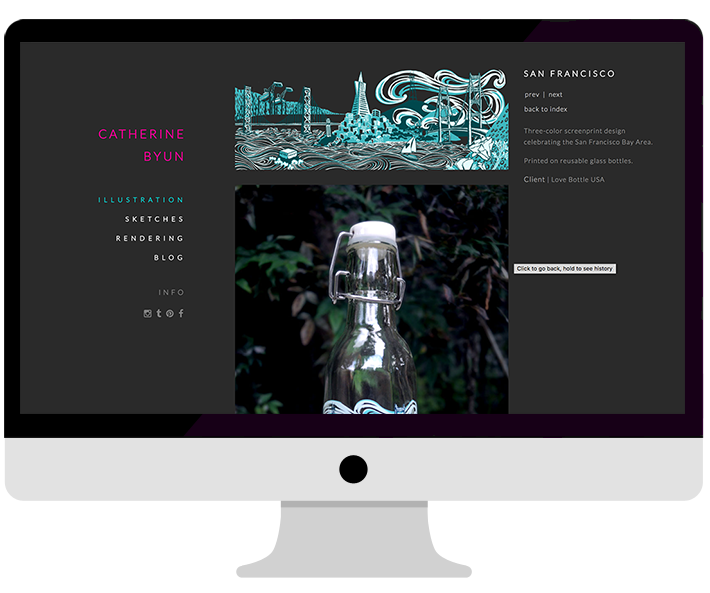 CATHERINE
BYUN
ILLUSTRATION
SKETCHES
RENDERING
BLOG
INFO
SAN FRANCISCO
prev | next
back to index
Three-color screenprint design
celebrating the San Francisco Bay Area.
Printed on reusable glass bottles.
Client | Love Bottle USA
Click to go back, hold to see history